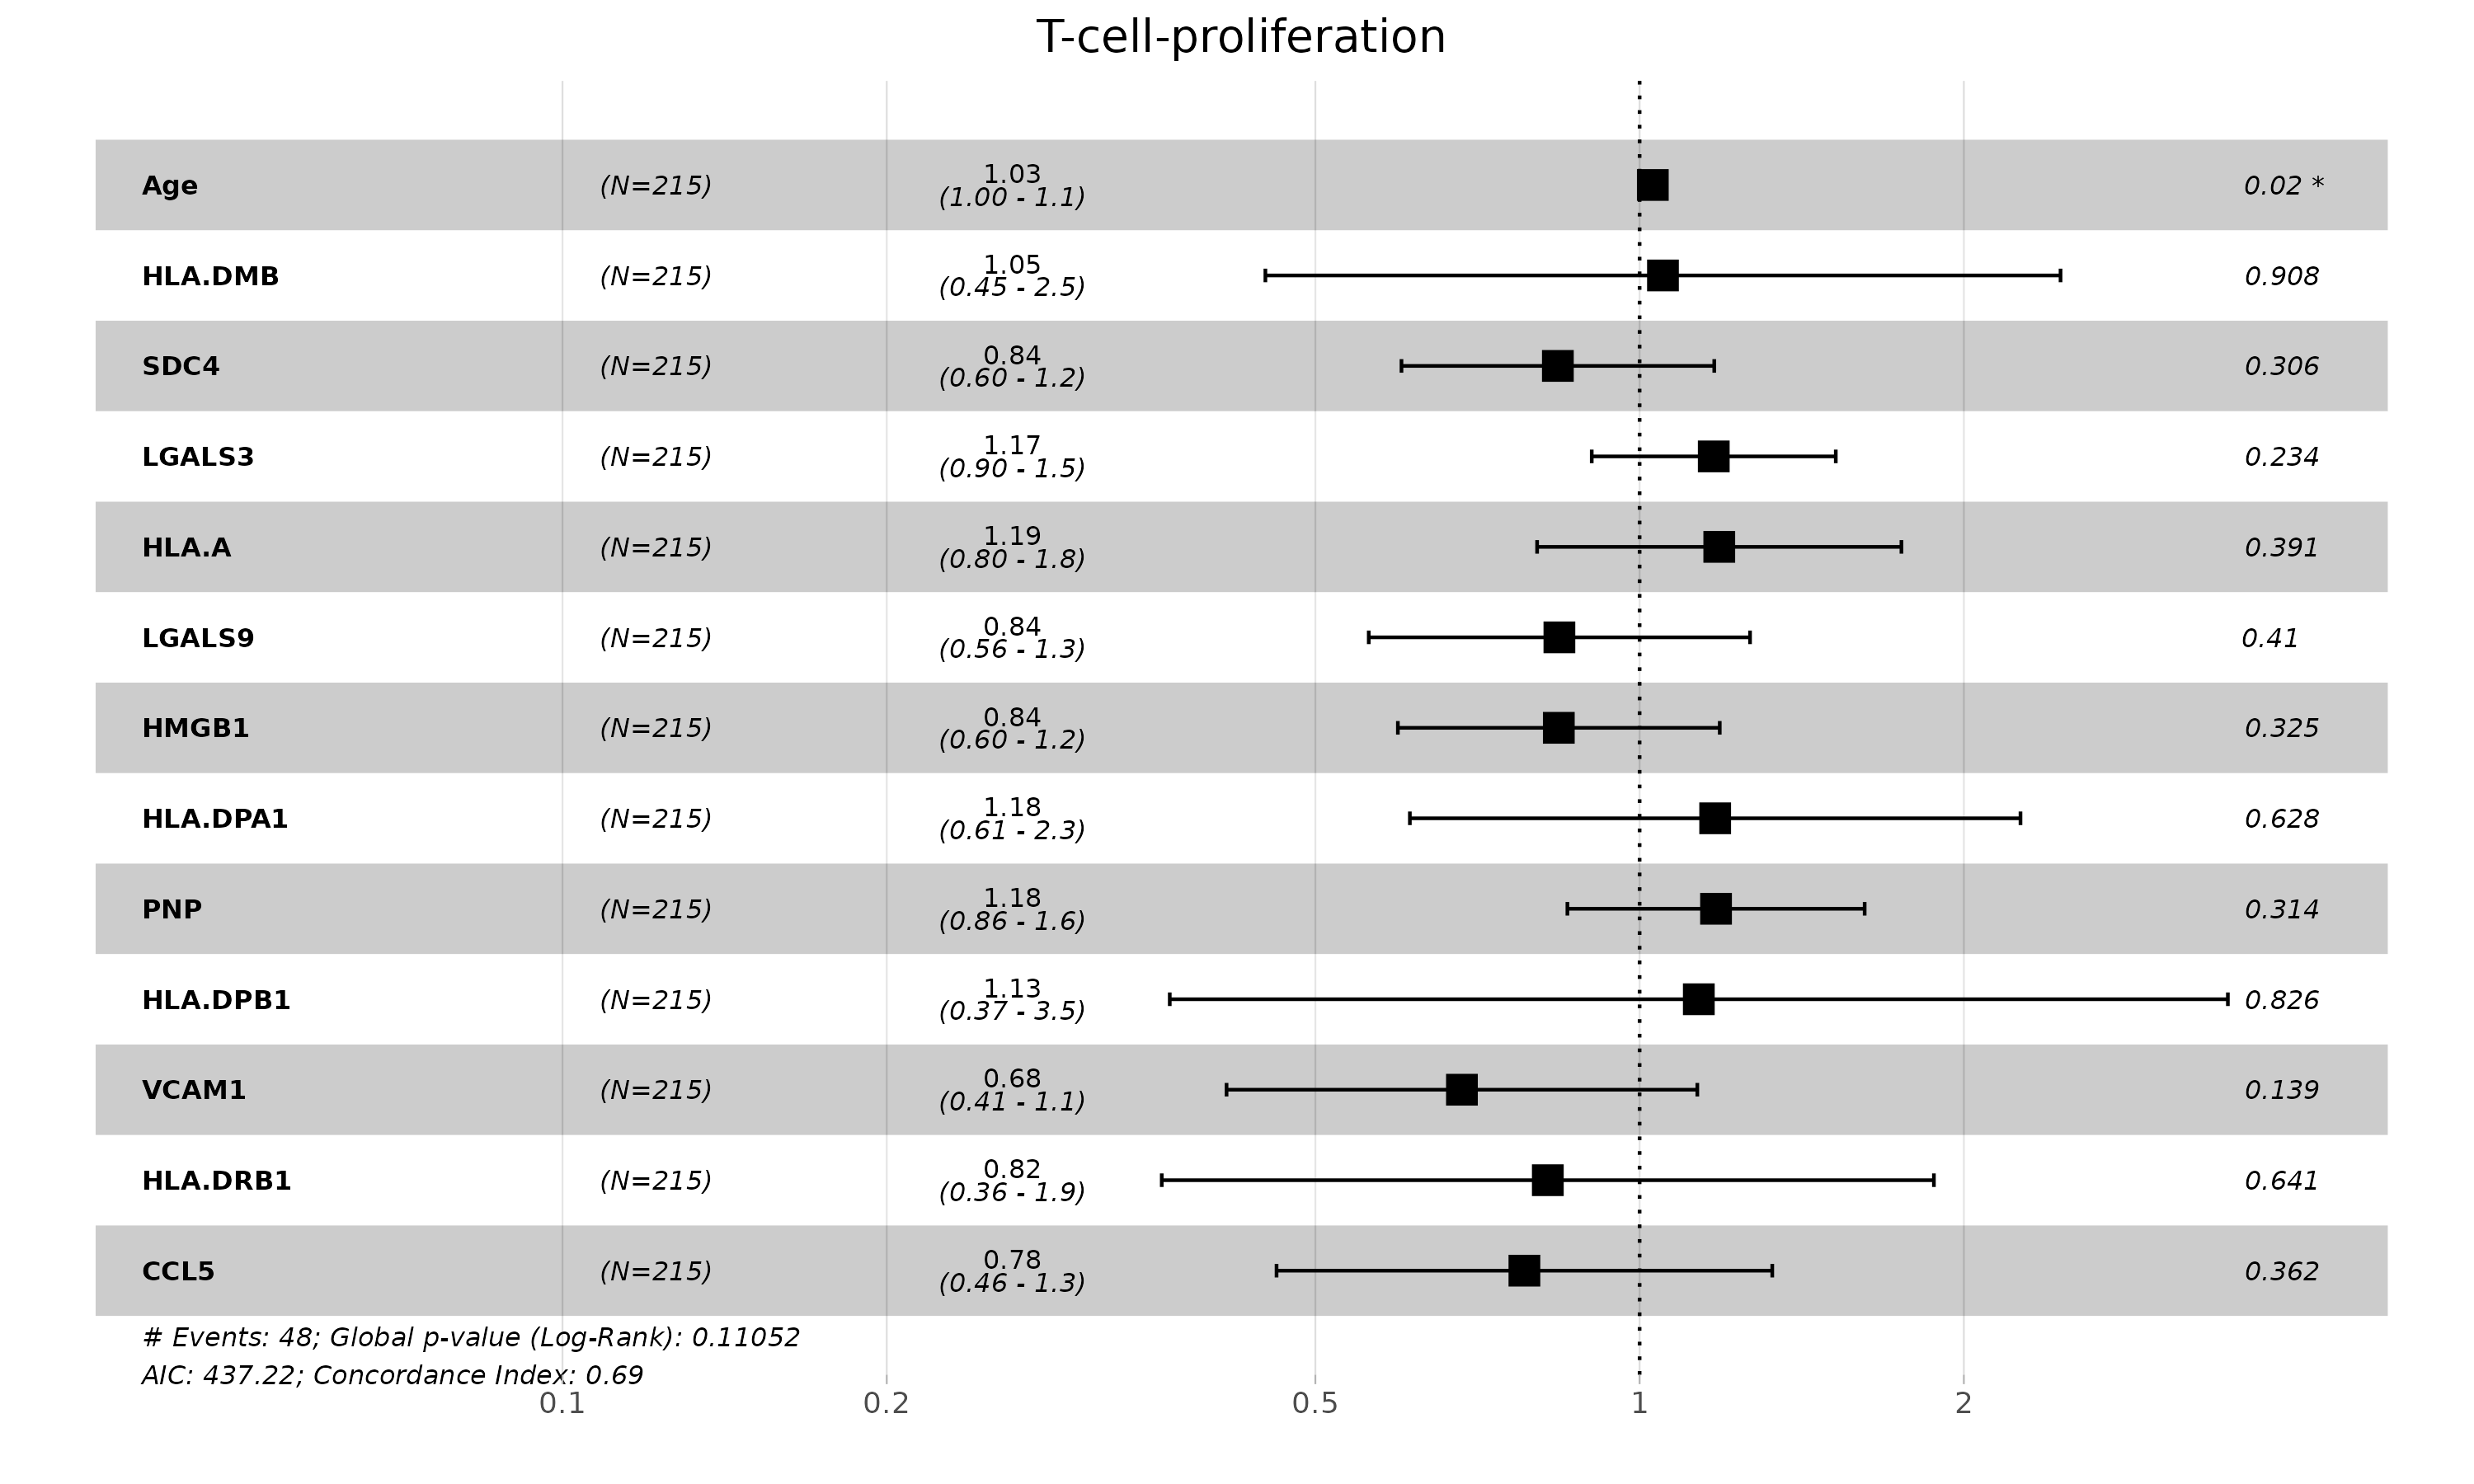 T-cell-proliferation
Age (N=215) 1.03 (1.00 - 1.1) 0.02 *
HLA.DMB (N=215) 1.05 (0.45 - 2.5) 0.908
SDC4 (N=215) 0.84 (0.60 - 1.2) 0.306
LGALS3 (N=215) 1.17 (0.90 - 1.5) 0.234
HLA.A (N=215) 1.19 (0.80 - 1.8) 0.391
LGALS9 (N=215) 0.84 (0.56 - 1.3) 0.41
HMGB1 (N=215) 0.84 (0.60 - 1.2) 0.325
HLA.DPA1 (N=215) 1.18 (0.61 - 2.3) 0.628
PNP (N=215) 1.18 (0.86 - 1.6) 0.314
HLA.DPB1 (N=215) 1.13 (0.37 - 3.5) 0.826
VCAM1 (N=215) 0.68 (0.41 - 1.1) 0.139
HLA.DRB1 (N=215) 0.82 (0.36 - 1.9) 0.641
CCL5 (N=215) 0.78 (0.46 - 1.3) 0.362
# Events: 48; Global p-value (Log-Rank): 0.11052
AIC: 437.22; Concordance Index: 0.69
0.1 0.2 0.5 1 2